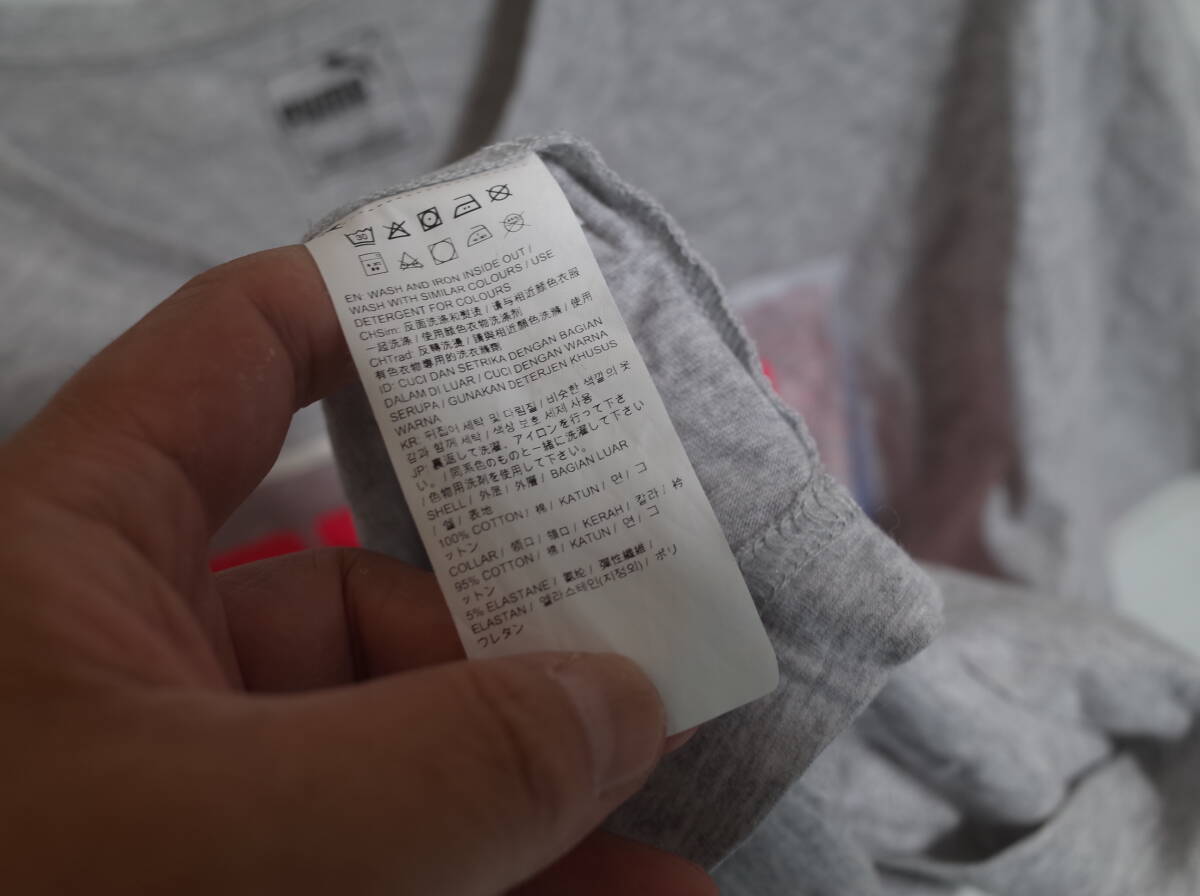 PUMA
30
EN: WASH AND IRON INSIDE OUT /
WASH WITH SIMILAR COLOURS / USE
DETERGENT FOR COLOURS
CHSim: 反面洗涤和熨烫 / 请与相近颜色衣服
一起洗涤 / 使用颜色衣物洗涤剂
CHTrad: 反轉洗燙 / 請與相近顏色洗滌 / 使用
有色衣物專用的洗衣機劑
ID: CUCI DAN SETRIKA DENGAN BAGIAN
DALAM DI LUAR / CUCI DENGAN WARNA
SERUPA / GUNAKAN DETERJEN KHUSUS
WARNA
KR: 뒤집어 세탁 및 다림질 / 비슷한 색깔의 옷
감과 함께 세탁 / 색상 보호 세제 사용
JP: 裏返して洗濯、アイロンを行って下さ
い。/ 同系色のものと一緒に洗濯して下さい
/ 色物用洗剤を使用して下さい。
SHELL / 外层 / 外層 / BAGIAN LUAR
/ 쉘 / 表地
100% COTTON / 棉 / KATUN / 면 / コ
ットン
COLLAR / 领口 / 領口 / KERAH / 칼라 / 衿
95% COTTON / 棉 / KATUN / 면 / コ
ットン
5% ELASTANE / 氨纶 / 彈性纖維 /
ELASTAN / 엘라스테인(지정외) / ポリ
ウレタン